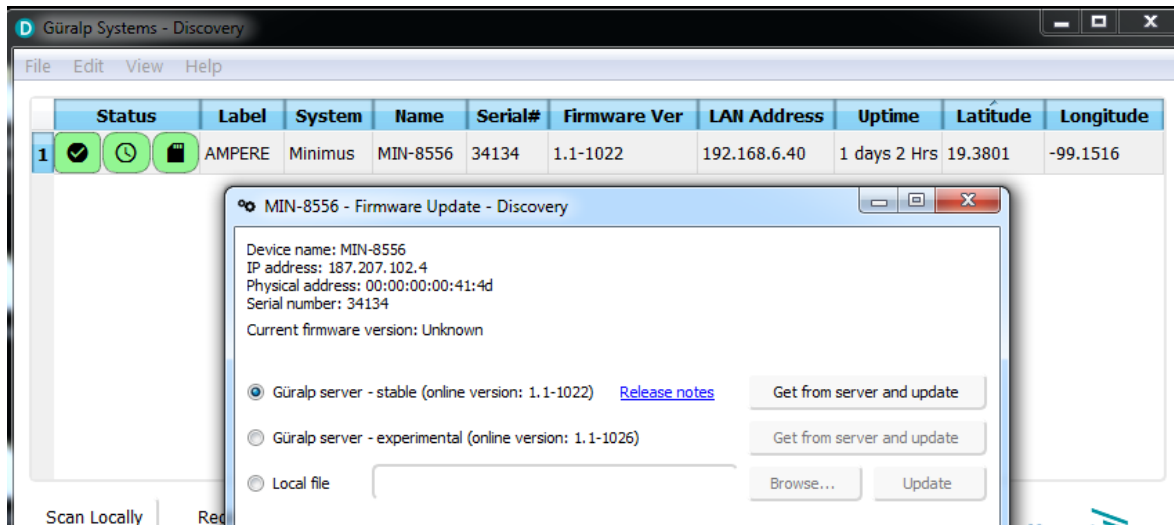 Güralp Systems - Discovery
File Edit View Help
Status Label System Name Serial# Firmware Ver LAN Address Uptime Latitude Longitude
1 AMPERE Minimus MIN-8556 34134 1.1-1022 192.168.6.40 1 days 2 Hrs 19.3801 -99.1516
MIN-8556 - Firmware Update - Discovery
Device name: MIN-8556
IP address: 187.207.102.4
Physical address: 00:00:00:00:41:4d
Serial number: 34134
Current firmware version: Unknown
Güralp server - stable (online version: 1.1-1022) Release notes Get from server and update
Güralp server - experimental (online version: 1.1-1026) Get from server and update
Local file Browse... Update
Scan Locally